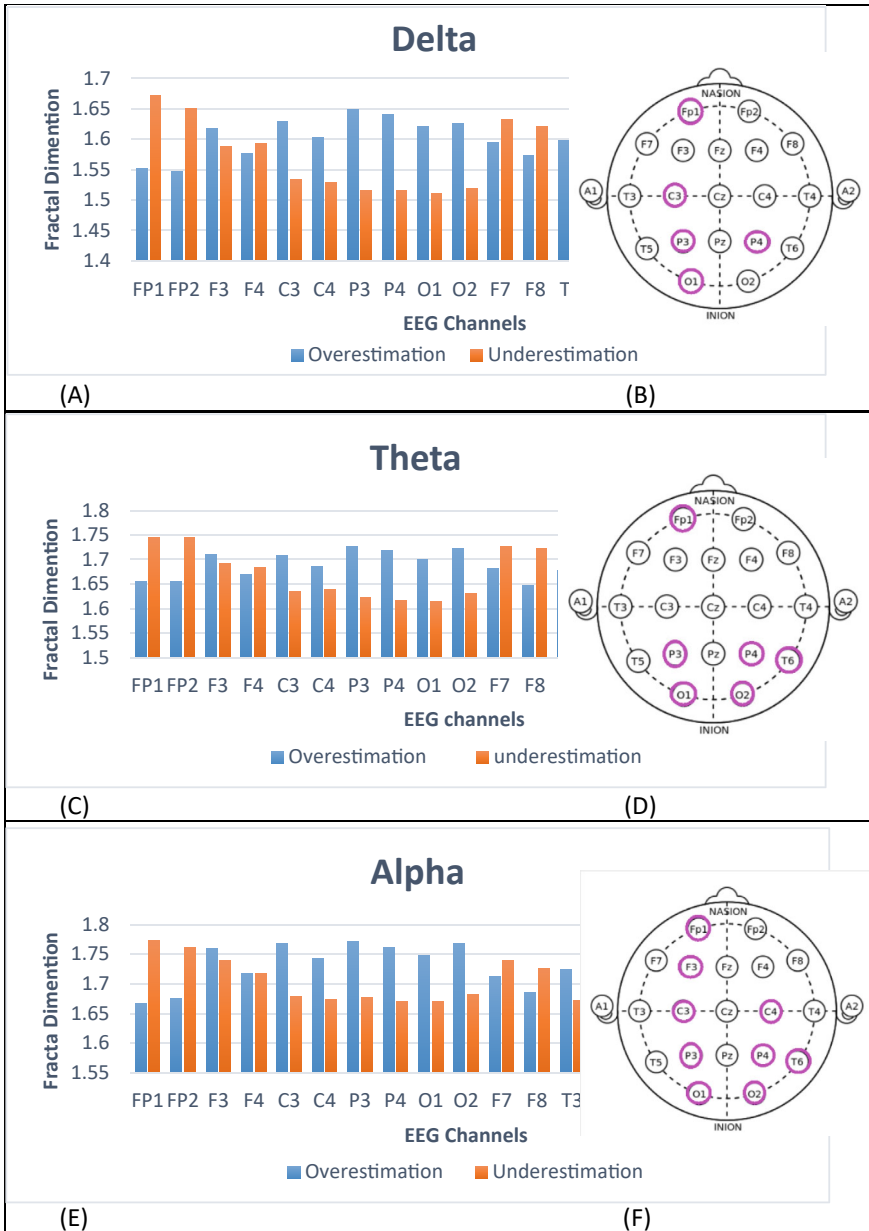 Delta
1.7
1.65
1.6
1.55
1.5
1.45
1.4
Fractal Dimention
FP1 FP2 F3 F4 C3 C4 P3 P4 O1 O2 F7 F8 T
EEG Channels
Overestimation Underestimation
(A)
NASION
Fp1 Fp2
F7 F3 Fz F4 F8
A1 T3 C3 Cz C4 T4 A2
T5 P3 Pz P4 T6
O1 O2
INION
(B)
Theta
1.8
1.75
1.7
1.65
1.6
1.55
1.5
Fractal Dimention
FP1 FP2 F3 F4 C3 C4 P3 P4 O1 O2 F7 F8
EEG channels
Overestimation underestimation
(C)
NASION
Fp1 Fp2
F7 F3 Fz F4 F8
A1 T3 C3 Cz C4 T4 A2
T5 P3 Pz P4 T6
O1 O2
INION
(D)
Alpha
1.8
1.75
1.7
1.65
1.6
1.55
Fracta Dimention
FP1 FP2 F3 F4 C3 C4 P3 P4 O1 O2 F7 F8 T3
EEG Channels
Overestimation Underestimation
(E)
NASION
Fp1 Fp2
F7 F3 Fz F4 F8
A1 T3 C3 Cz C4 T4 A2
T5 P3 Pz P4 T6
O1 O2
INION
(F)